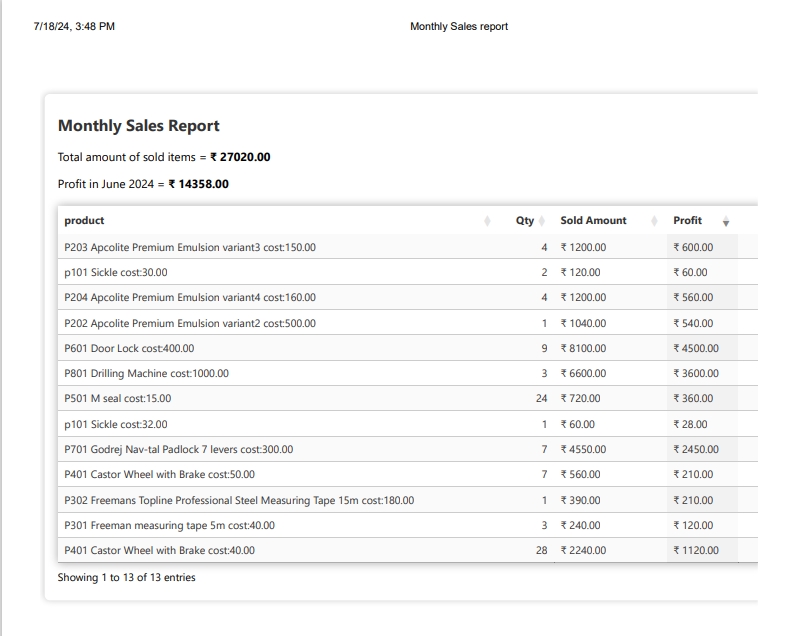 7/18/24, 3:48 PM Monthly Sales report
Monthly Sales Report
Total amount of sold items = ₹ 27020.00
Profit in June 2024 = ₹ 14358.00
product Qty Sold Amount Profit
P203 Apcolite Premium Emulsion variant3 cost:150.00 4 ₹ 1200.00 ₹ 600.00
p101 Sickle cost:30.00 2 ₹ 120.00 ₹ 60.00
P204 Apcolite Premium Emulsion variant4 cost:160.00 4 ₹ 1200.00 ₹ 560.00
P202 Apcolite Premium Emulsion variant2 cost:500.00 1 ₹ 1040.00 ₹ 540.00
P601 Door Lock cost:400.00 9 ₹ 8100.00 ₹ 4500.00
P801 Drilling Machine cost:1000.00 3 ₹ 6600.00 ₹ 3600.00
P501 M seal cost:15.00 24 ₹ 720.00 ₹ 360.00
p101 Sickle cost:32.00 1 ₹ 60.00 ₹ 28.00
P701 Godrej Nav-tal Padlock 7 levers cost:300.00 7 ₹ 4550.00 ₹ 2450.00
P401 Castor Wheel with Brake cost:50.00 7 ₹ 560.00 ₹ 210.00
P302 Freemans Topline Professional Steel Measuring Tape 15m cost:180.00 1 ₹ 390.00 ₹ 210.00
P301 Freeman measuring tape 5m cost:40.00 3 ₹ 240.00 ₹ 120.00
P401 Castor Wheel with Brake cost:40.00 28 ₹ 2240.00 ₹ 1120.00
Showing 1 to 13 of 13 entries